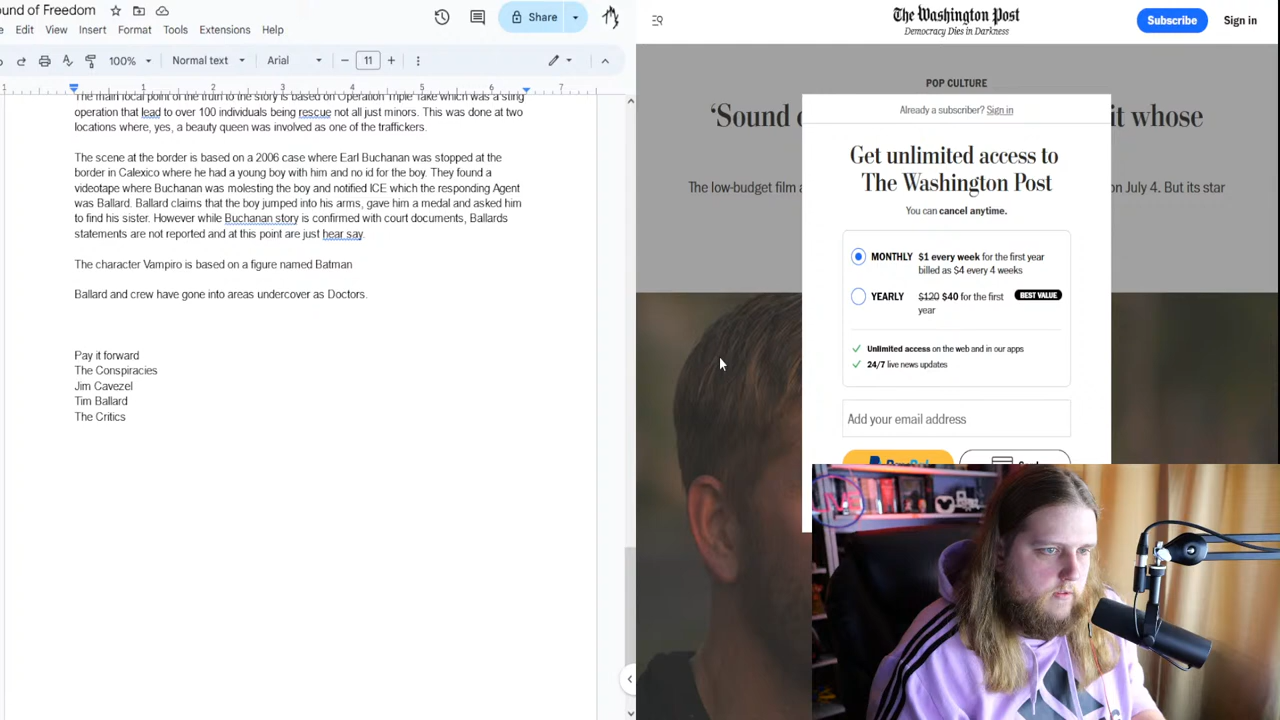 ound of Freedom
Share
e Edit View Insert Format Tools Extensions Help
100% Normal text Arial 11
1 1 2 3 4 5 6 7
The main focal point of the truth to the story is based on Operation Triple Take which was a sting
operation that lead to over 100 individuals being rescue not all just minors. This was done at two
locations where, yes, a beauty queen was involved as one of the traffickers.
The scene at the border is based on a 2006 case where Earl Buchanan was stopped at the
border in Calexico where he had a young boy with him and no id for the boy. They found a
videotape where Buchanan was molesting the boy and notified ICE which the responding Agent
was Ballard. Ballard claims that the boy jumped into his arms, gave him a medal and asked him
to find his sister. However while Buchanan story is confirmed with court documents, Ballards
statements are not reported and at this point are just hear say.
The character Vampiro is based on a figure named Batman
Ballard and crew have gone into areas undercover as Doctors.
Pay it forward
The Conspiracies
Jim Cavezel
Tim Ballard
The Critics
The Washington Post
Democracy Dies in Darkness
Subscribe
Sign in
POP CULTURE
‘Sound o it whose
The low-budget film a on July 4. But its star
Already a subscriber? Sign in
Get unlimited access to
The Washington Post
You can cancel anytime.
MONTHLY $1 every week for the first year
billed as $4 every 4 weeks
YEARLY $120 $40 for the first
year
BEST VALUE
Unlimited access on the web and in our apps
24/7 live news updates
Add your email address